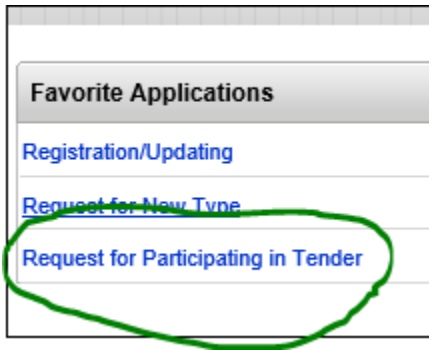 Favorite Applications
Registration/Updating
Request for New Type
Request for Participating in Tender